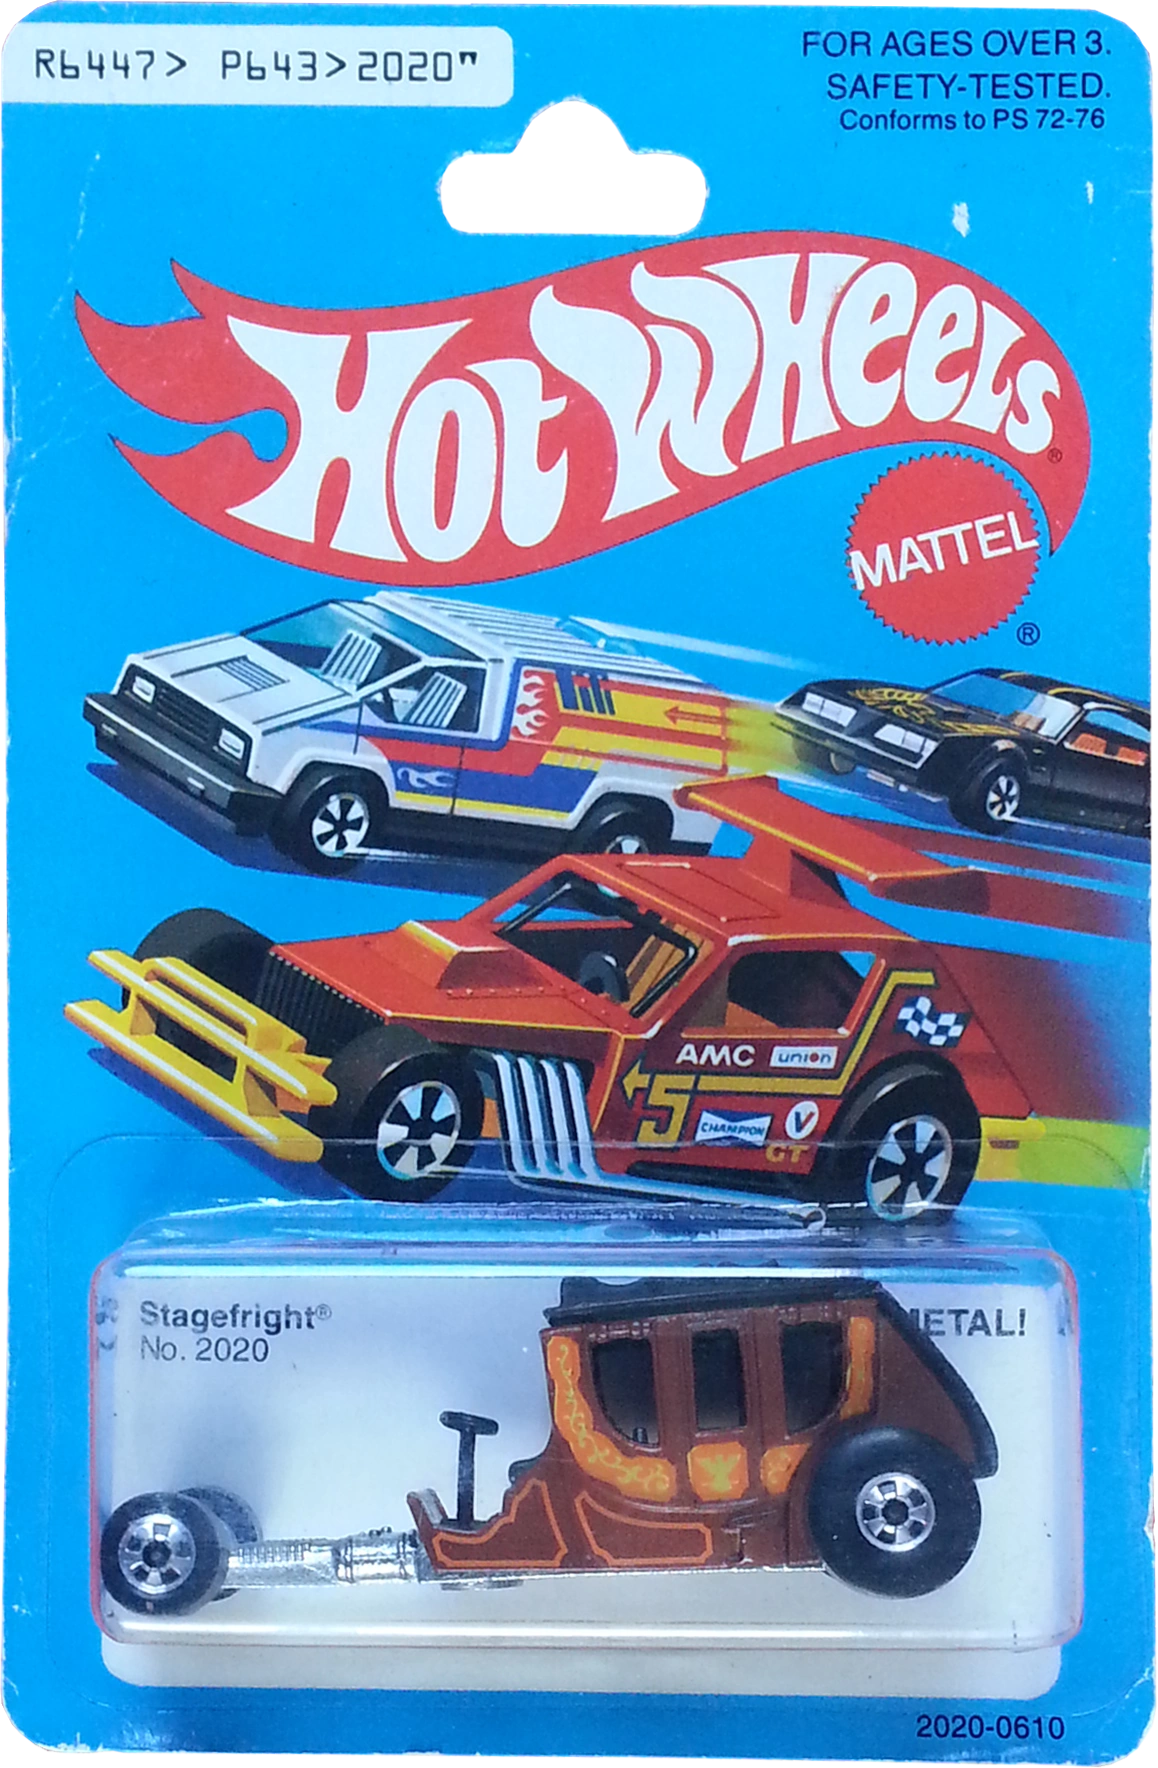 R6447> P643>2020"
FOR AGES OVER 3.
SAFETY-TESTED.
Conforms to PS 72-76
HOT WHEELS®
MATTEL
®
AMC union
5
CHAMPION V
GT
Stagefright®
No. 2020
METAL!
2020-0610